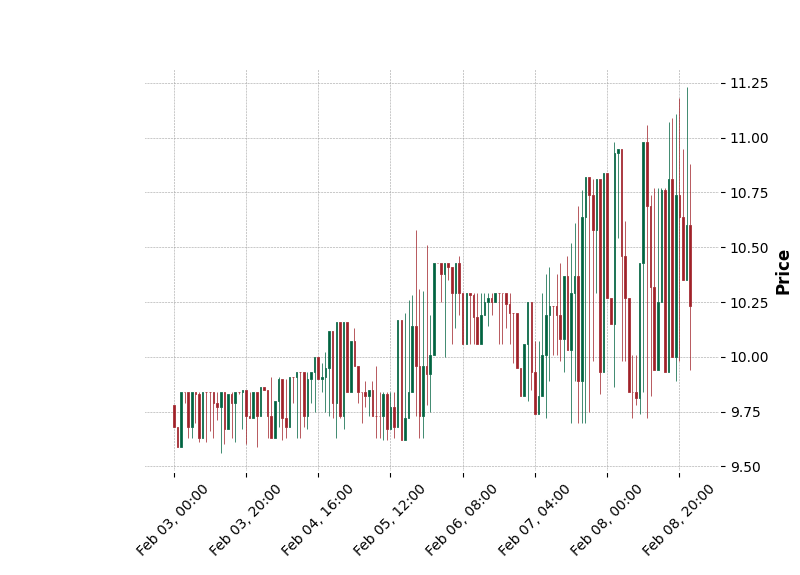 11.25
11.00
10.75
10.50
10.25
10.00
9.75
9.50
Price
Feb 03, 00:00
Feb 03, 20:00
Feb 04, 16:00
Feb 05, 12:00
Feb 06, 08:00
Feb 07, 04:00
Feb 08, 00:00
Feb 08, 20:00